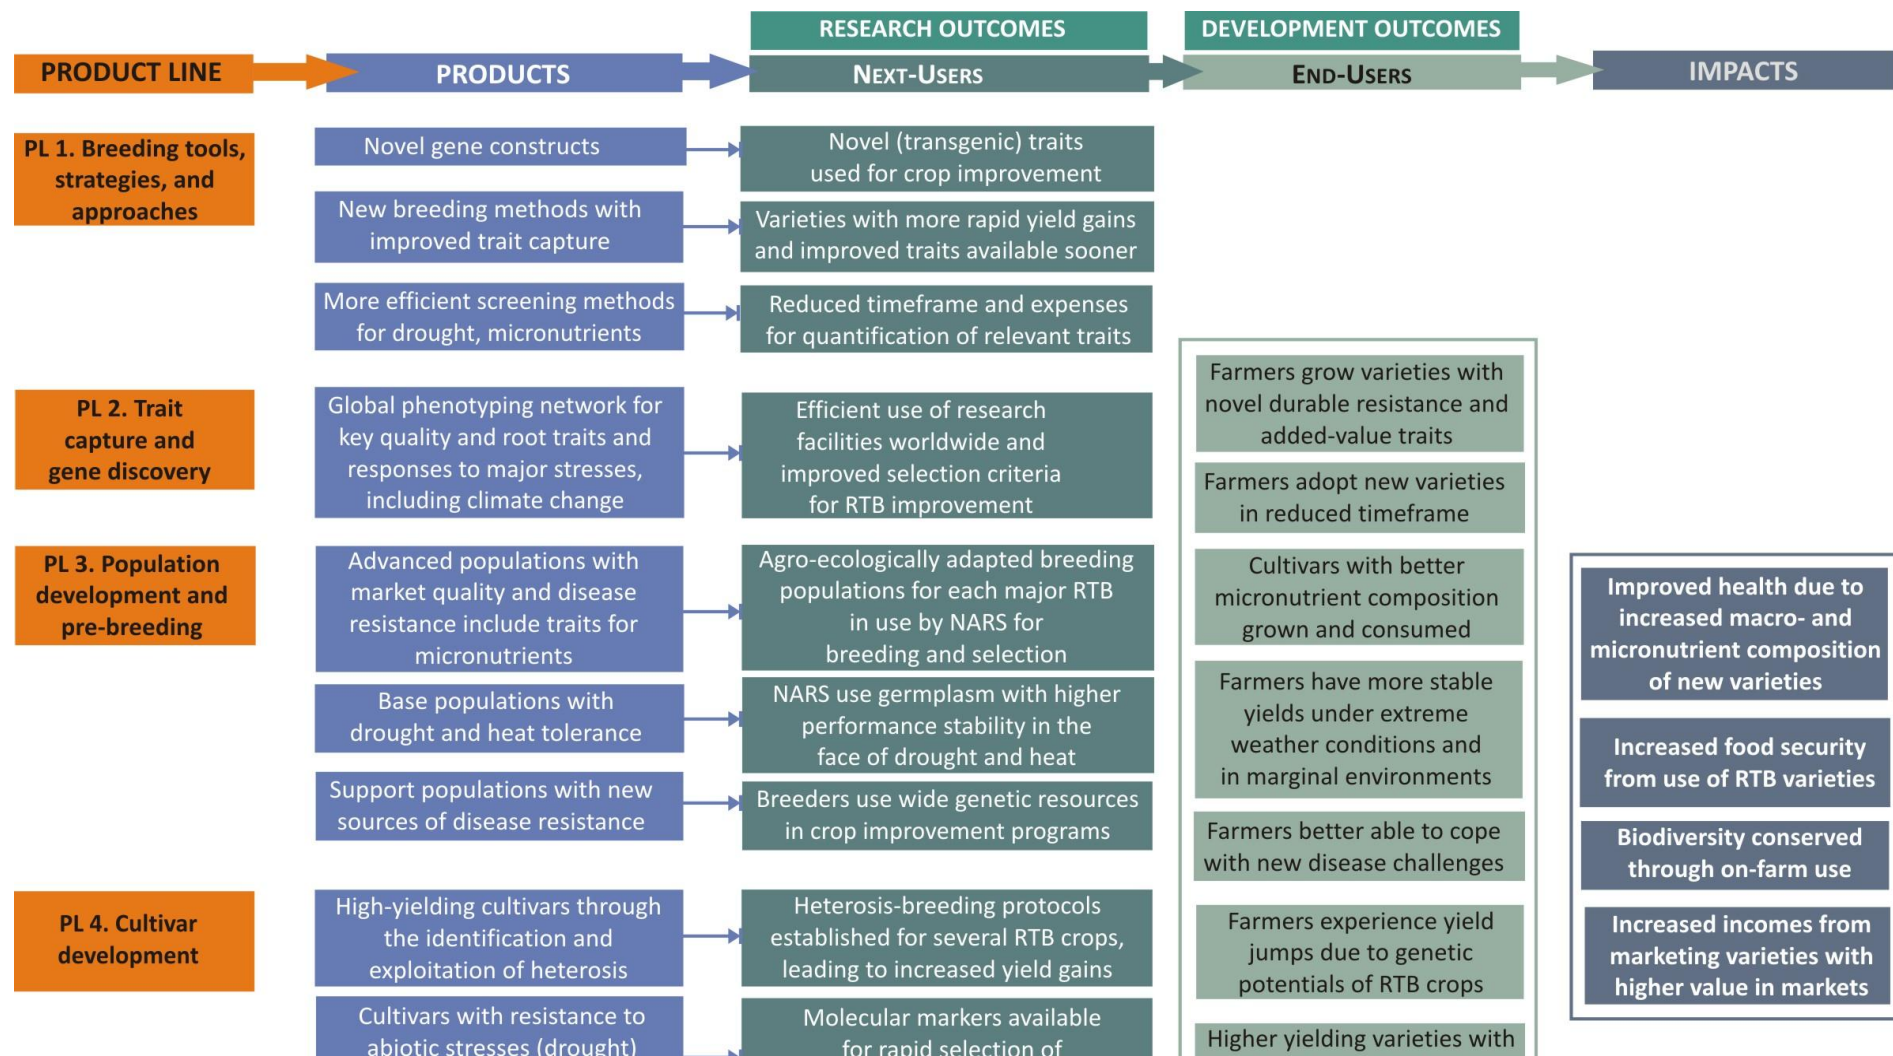 RESEARCH OUTCOMES
DEVELOPMENT OUTCOMES
PRODUCT LINE
PRODUCTS
NEXT-USERS
END-USERS
IMPACTS
PL 1. Breeding tools,
strategies, and
approaches
Novel gene constructs
Novel (transgenic) traits
used for crop improvement
New breeding methods with
improved trait capture
Varieties with more rapid yield gains
and improved traits available sooner
More efficient screening methods
for drought, micronutrients
Reduced timeframe and expenses
for quantification of relevant traits
PL 2. Trait
capture and
gene discovery
Global phenotyping network for
key quality and root traits and
responses to major stresses,
including climate change
Efficient use of research
facilities worldwide and
improved selection criteria
for RTB improvement
PL 3. Population
development and
pre-breeding
Advanced populations with
market quality and disease
resistance include traits for
micronutrients
Agro-ecologically adapted breeding
populations for each major RTB
in use by NARS for
breeding and selection
Base populations with
drought and heat tolerance
NARS use germplasm with higher
performance stability in the
face of drought and heat
Support populations with new
sources of disease resistance
Breeders use wide genetic resources
in crop improvement programs
PL 4. Cultivar
development
High-yielding cultivars through
the identification and
exploitation of heterosis
Heterosis-breeding protocols
established for several RTB crops,
leading to increased yield gains
Cultivars with resistance to
abiotic stresses (drought)
Molecular markers available
for rapid selection of
Farmers grow varieties with
novel durable resistance and
added-value traits
Farmers adopt new varieties
in reduced timeframe
Cultivars with better
micronutrient composition
grown and consumed
Farmers have more stable
yields under extreme
weather conditions and
in marginal environments
Farmers better able to cope
with new disease challenges
Farmers experience yield
jumps due to genetic
potentials of RTB crops
Higher yielding varieties with
Improved health due to
increased macro- and
micronutrient composition
of new varieties
Increased food security
from use of RTB varieties
Biodiversity conserved
through on-farm use
Increased incomes from
marketing varieties with
higher value in markets